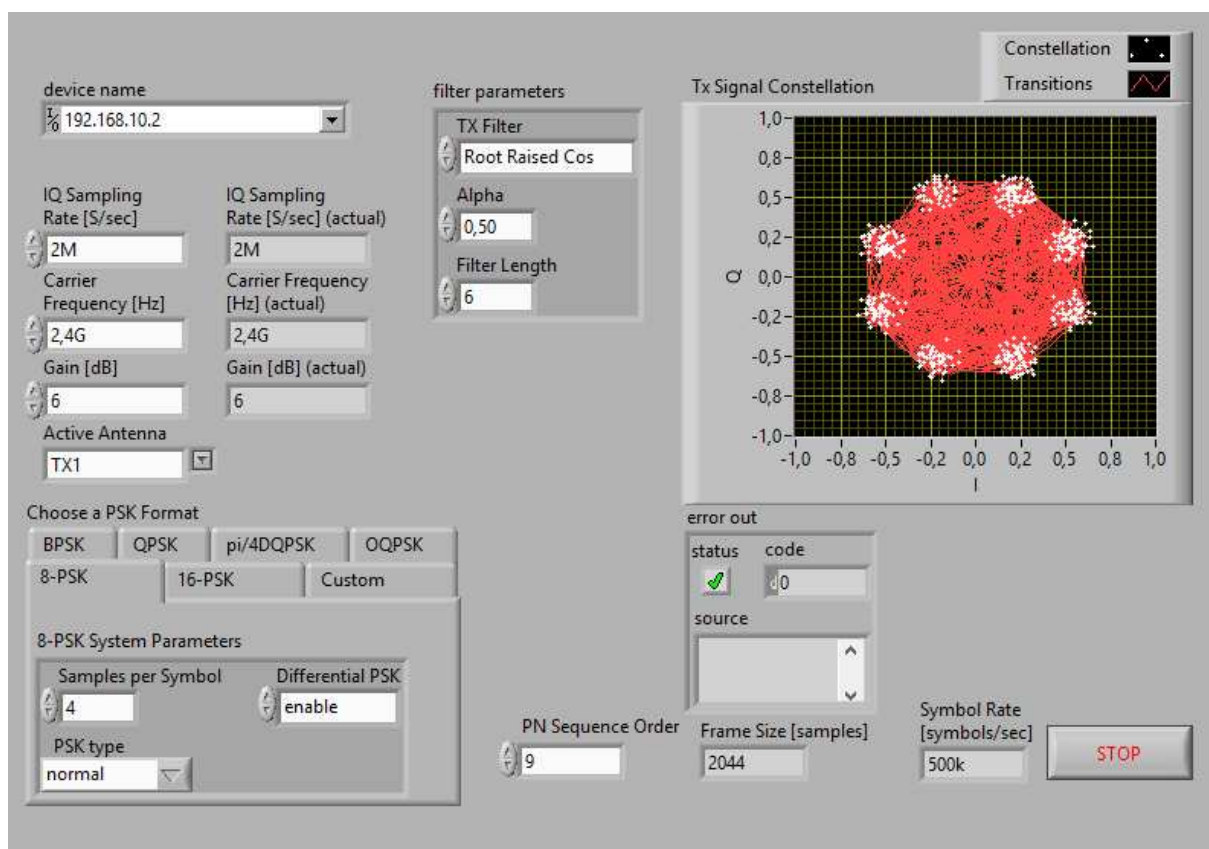 device name
192.168.10.2
IQ Sampling
Rate [S/sec]
2M
IQ Sampling
Rate [S/sec] (actual)
2M
Carrier
Frequency [Hz]
2,4G
Carrier Frequency
[Hz] (actual)
2,4G
Gain [dB]
6
Gain [dB] (actual)
6
Active Antenna
TX1
filter parameters
TX Filter
Root Raised Cos
Alpha
0,50
Filter Length
6
Constellation
Transitions
Tx Signal Constellation
1,0
0,8
0,5
0,2
0,0
-0,2
-0,5
-0,8
-1,0
Q
-1,0 -0,8 -0,5 -0,2 0,0 0,2 0,5 0,8 1,0
I
Choose a PSK Format
BPSK QPSK pi/4DQPSK OQPSK
8-PSK 16-PSK Custom
8-PSK System Parameters
Samples per Symbol
4
Differential PSK
enable
PSK type
normal
error out
status code
d 0
source
PN Sequence Order
9
Frame Size [samples]
2044
Symbol Rate
[symbols/sec]
500k
STOP